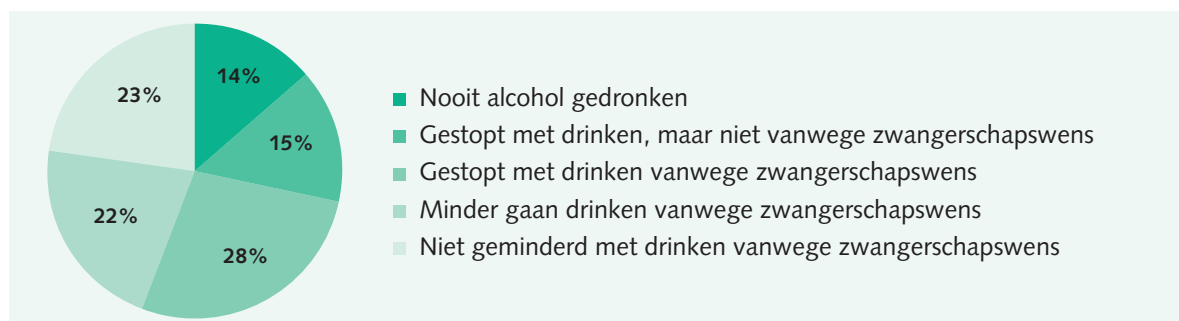 14%
15%
28%
22%
23%
Nooit alcohol gedronken
Gestopt met drinken, maar niet vanwege zwangerschapswens
Gestopt met drinken vanwege zwangerschapswens
Minder gaan drinken vanwege zwangerschapswens
Niet geminderd met drinken vanwege zwangerschapswens